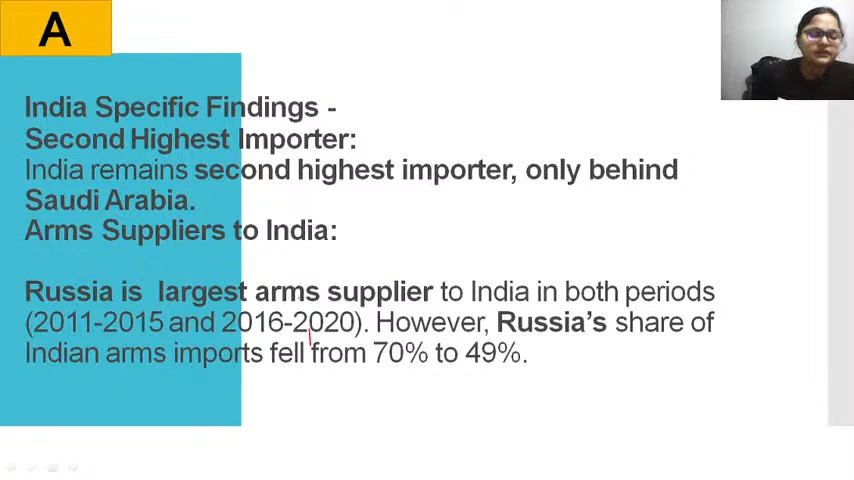 A
India Specific Findings -
Second Highest Importer:
India remains second highest importer, only behind
Saudi Arabia.
Arms Suppliers to India:
Russia is largest arms supplier to India in both periods
(2011-2015 and 2016-2020). However, Russia's share of
Indian arms imports fell from 70% to 49%.